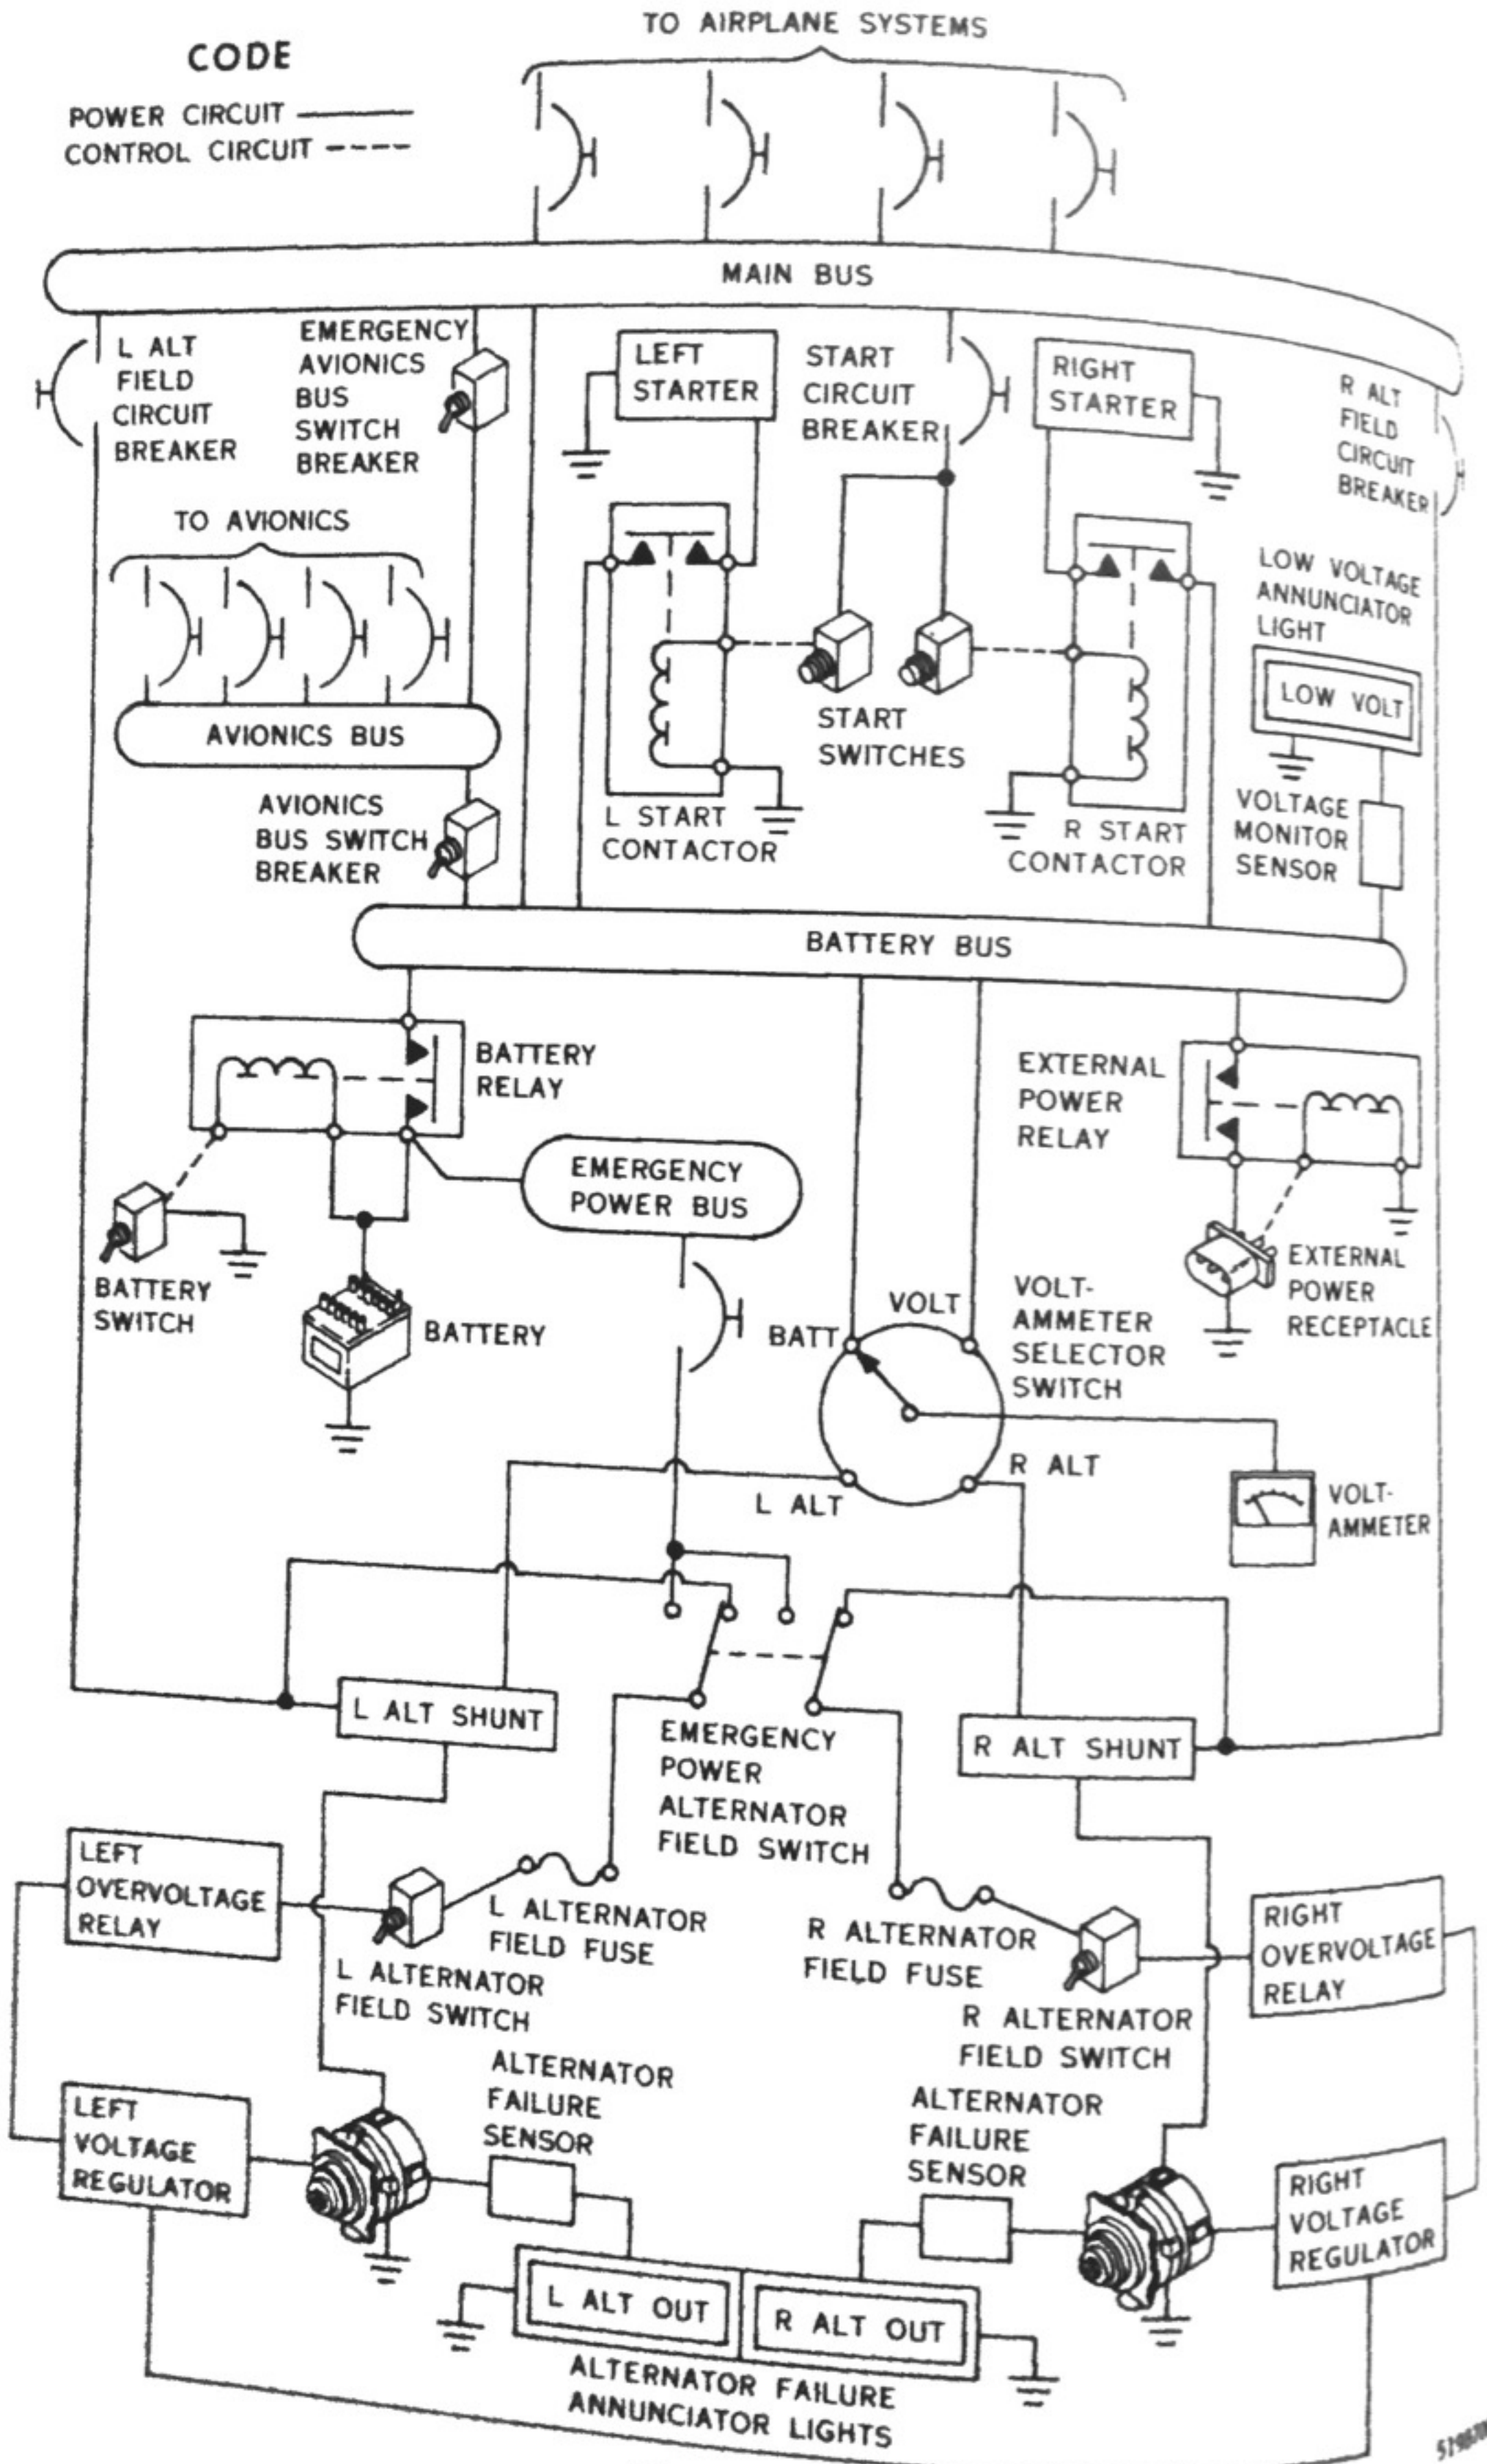 TO AIRPLANE SYSTEMS
CODE
POWER CIRCUIT
CONTROL CIRCUIT
MAIN BUS
L ALT
FIELD
CIRCUIT
BREAKER
EMERGENCY
AVIONICS
BUS
SWITCH
BREAKER
LEFT
STARTER
START
CIRCUIT
BREAKER
RIGHT
STARTER
R ALT
FIELD
CIRCUIT
BREAKER
TO AVIONICS
LOW VOLTAGE
ANNUNCIATOR
LIGHT
LOW VOLT
AVIONICS BUS
START
SWITCHES
AVIONICS
BUS SWITCH
BREAKER
L START
CONTACTOR
R START
CONTACTOR
VOLTAGE
MONITOR
SENSOR
BATTERY BUS
BATTERY
RELAY
EXTERNAL
POWER
RELAY
EMERGENCY
POWER BUS
BATTERY
SWITCH
BATTERY
BATT
VOLT
VOLT-
AMMETER
SELECTOR
SWITCH
EXTERNAL
POWER
RECEPTACLE
L ALT
R ALT
VOLT-
AMMETER
L ALT SHUNT
EMERGENCY
POWER
ALTERNATOR
FIELD SWITCH
R ALT SHUNT
LEFT
OVERVOLTAGE
RELAY
L ALTERNATOR
FIELD FUSE
R ALTERNATOR
FIELD FUSE
RIGHT
OVERVOLTAGE
RELAY
L ALTERNATOR
FIELD SWITCH
R ALTERNATOR
FIELD SWITCH
LEFT
VOLTAGE
REGULATOR
ALTERNATOR
FAILURE
SENSOR
ALTERNATOR
FAILURE
SENSOR
RIGHT
VOLTAGE
REGULATOR
L ALT OUT
R ALT OUT
ALTERNATOR FAILURE
ANNUNCIATOR LIGHTS